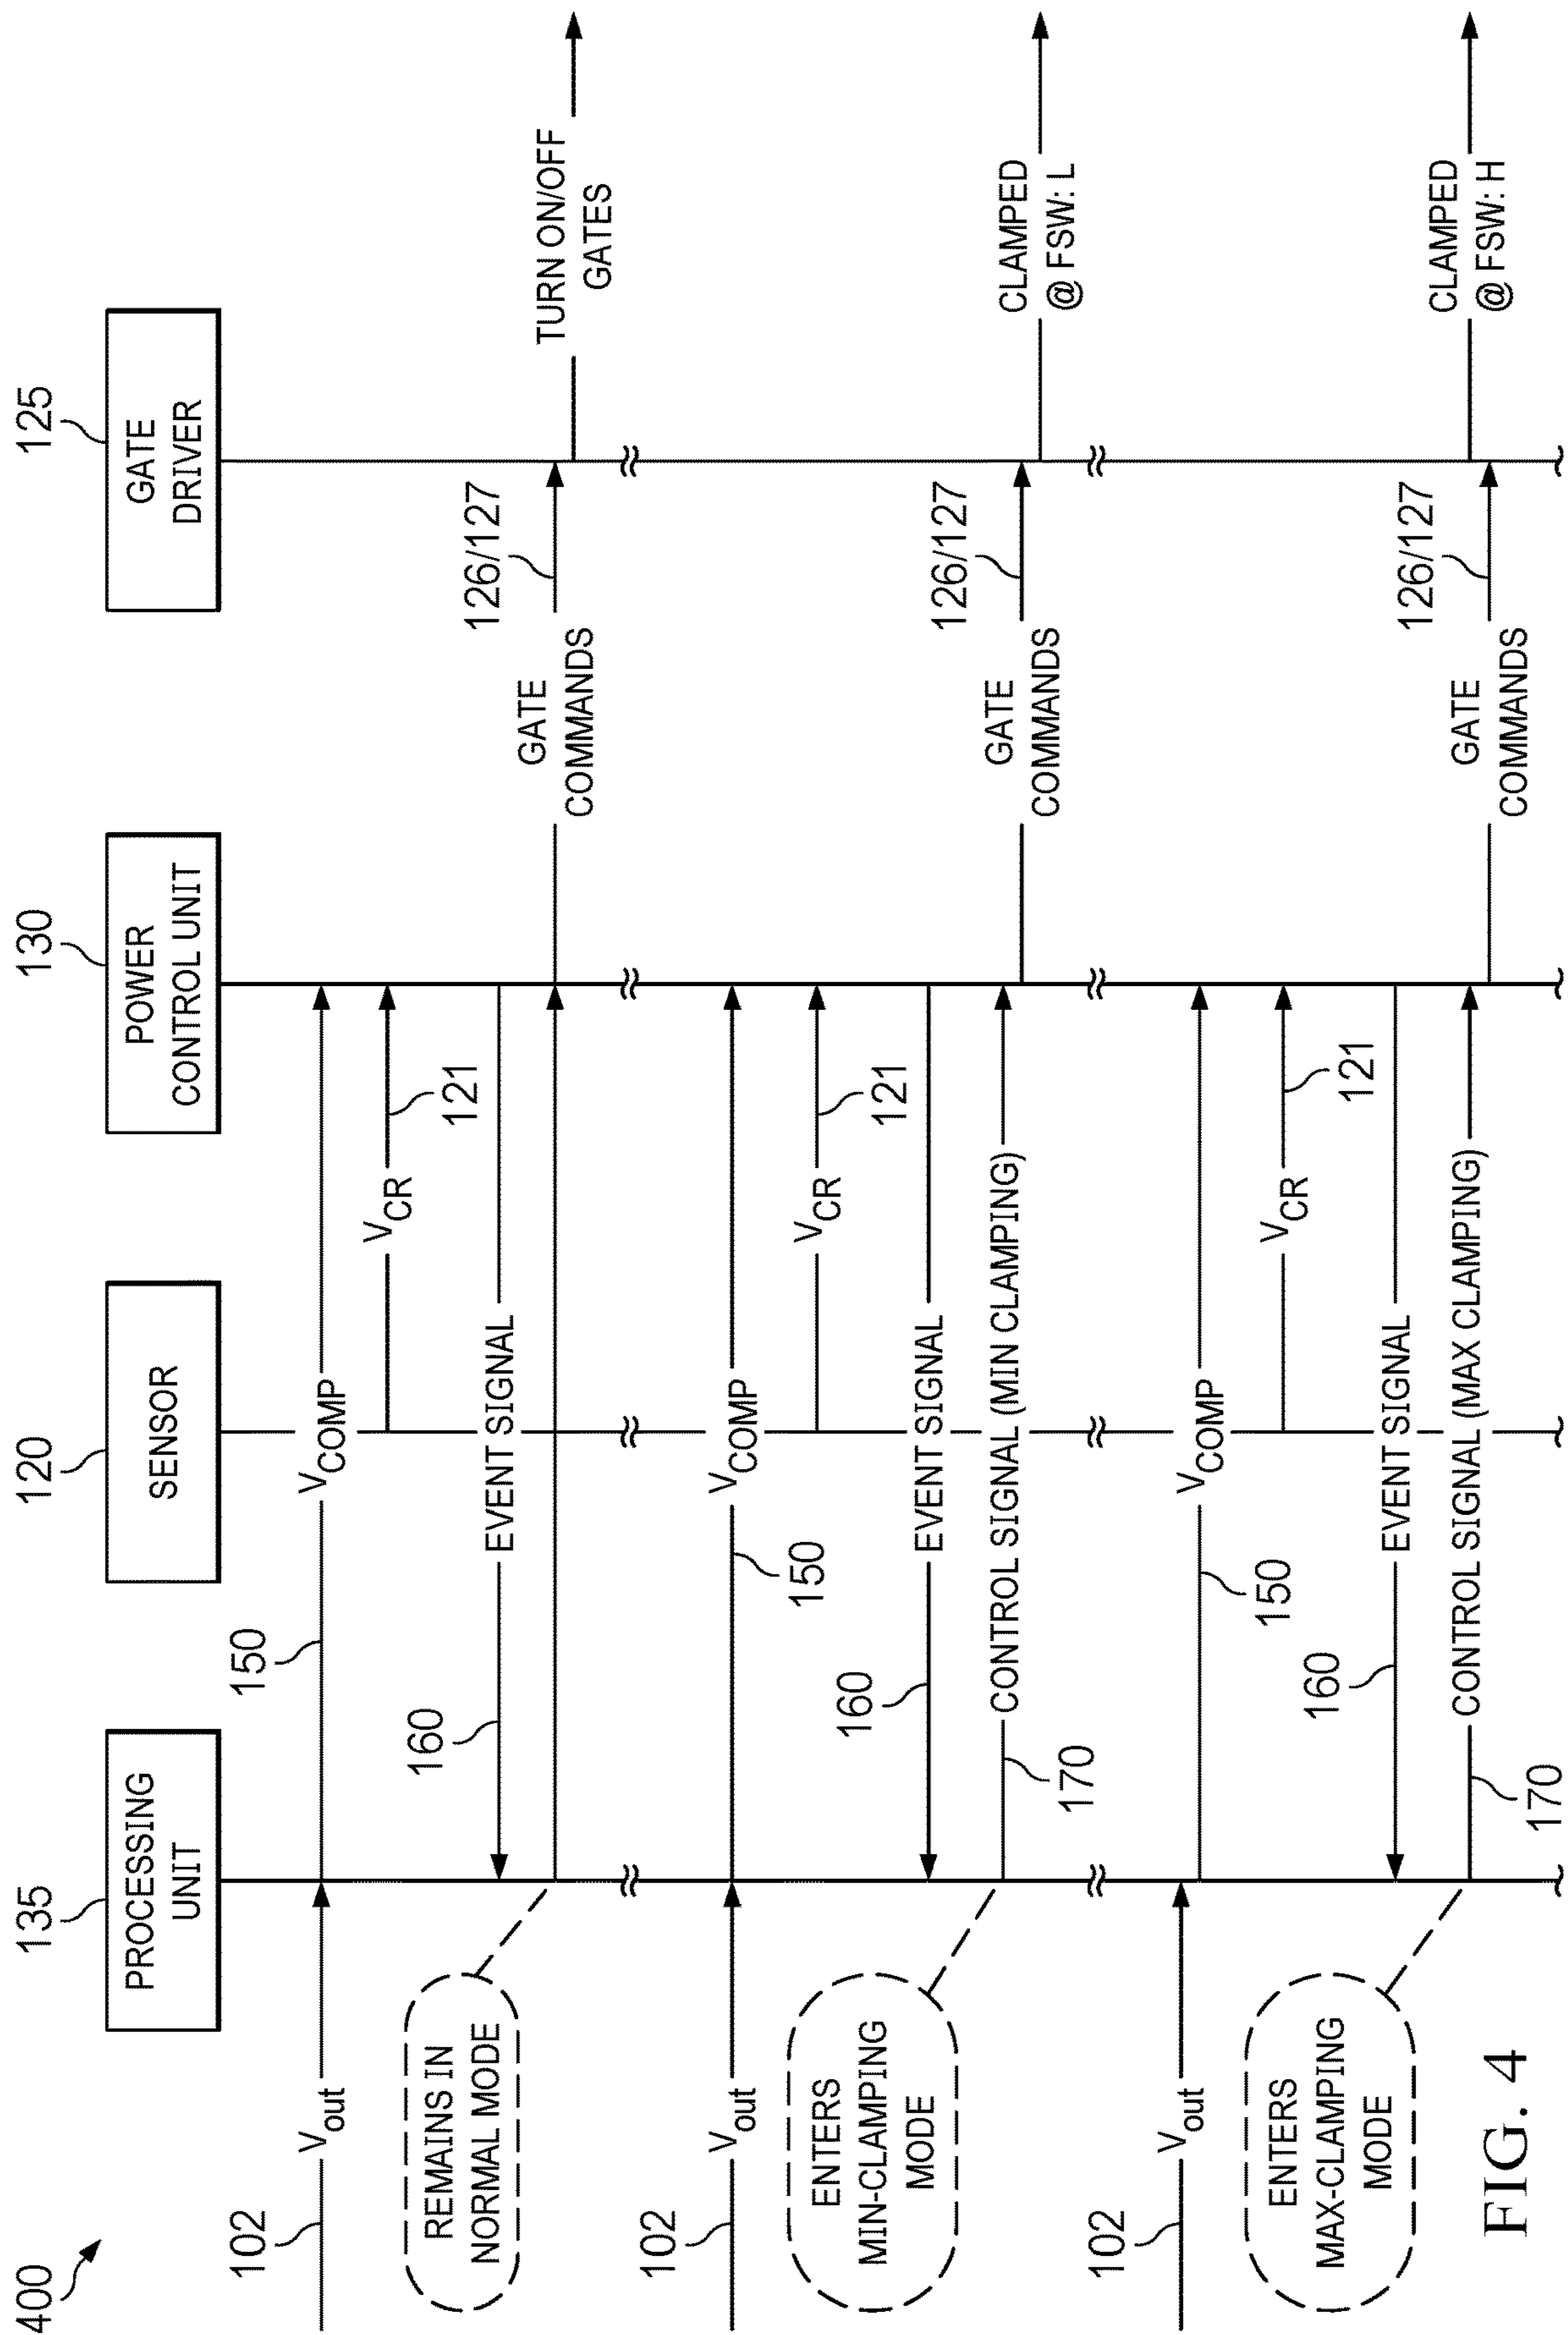 400
135
120
130
125
PROCESSING
UNIT
SENSOR
POWER
CONTROL UNIT
GATE
DRIVER
102
Vout
150
VCOMP
VCR
121
REMAINS IN
NORMAL MODE
160
EVENT SIGNAL
GATE
COMMANDS
126/127
TURN ON/OFF
GATES
102
Vout
150
VCOMP
VCR
121
ENTERS
MIN-CLAMPING
MODE
160
EVENT SIGNAL
170
CONTROL SIGNAL (MIN CLAMPING)
GATE
COMMANDS
126/127
CLAMPED
@ FSW: L
102
Vout
150
VCOMP
VCR
121
ENTERS
MAX-CLAMPING
MODE
160
EVENT SIGNAL
170
CONTROL SIGNAL (MAX CLAMPING)
GATE
COMMANDS
126/127
CLAMPED
@ FSW: H
FIG. 4